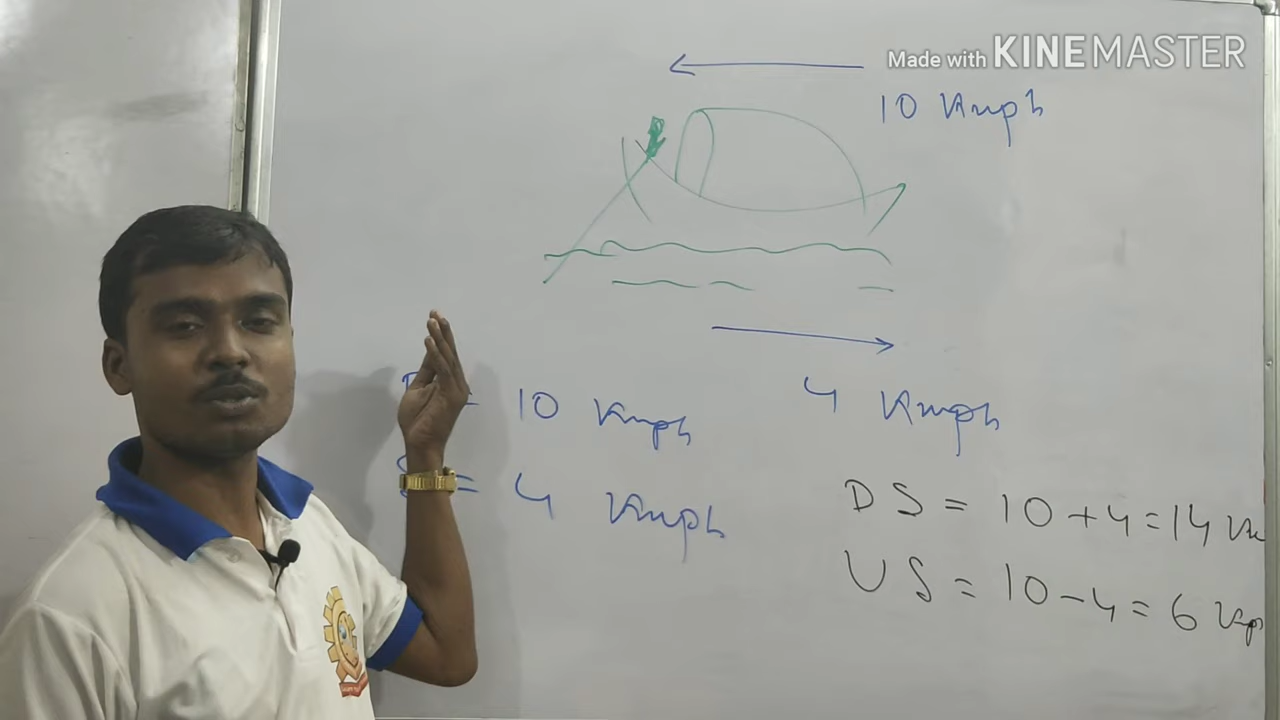 Made with KINEMASTER
10 Kmph
= 10 Kmph
4 Kmph
= 4 Kmph
DS = 10 + 4 = 14
US = 10 - 4 = 6